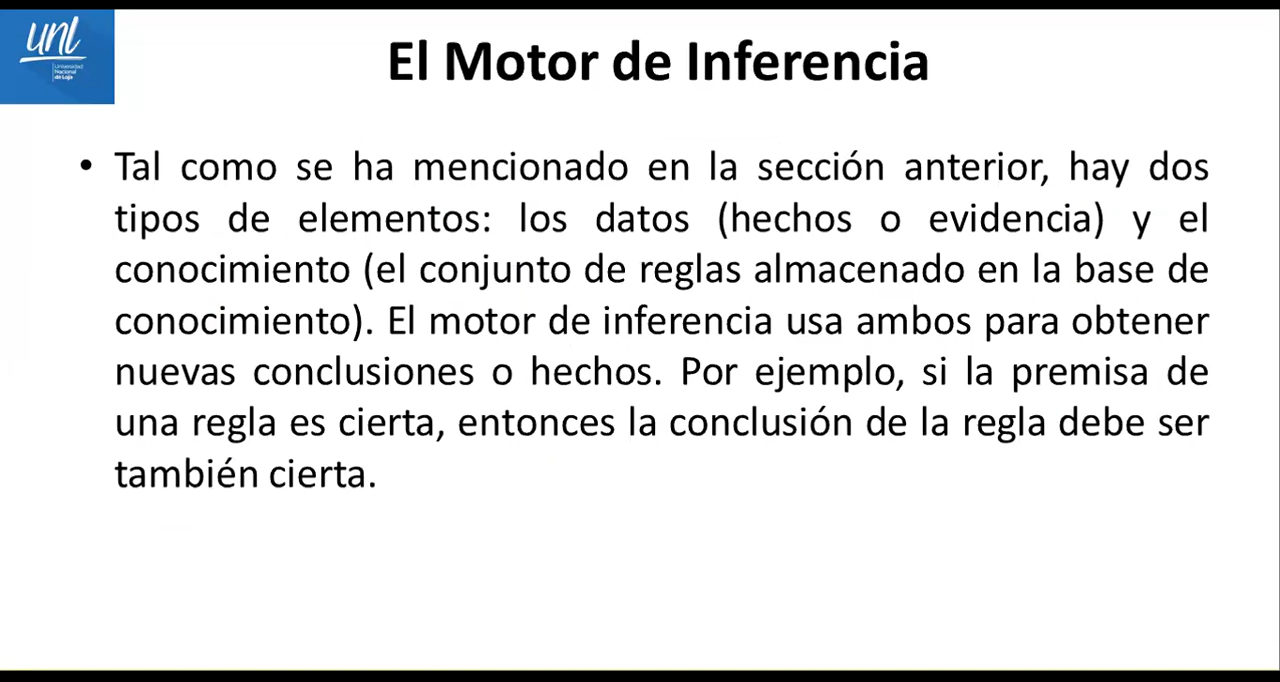 unl
Universidad
Nacional
de Loja
El Motor de Inferencia
• Tal como se ha mencionado en la sección anterior, hay dos
tipos de elementos: los datos (hechos o evidencia) y el
conocimiento (el conjunto de reglas almacenado en la base de
conocimiento). El motor de inferencia usa ambos para obtener
nuevas conclusiones o hechos. Por ejemplo, si la premisa de
una regla es cierta, entonces la conclusión de la regla debe ser
también cierta.